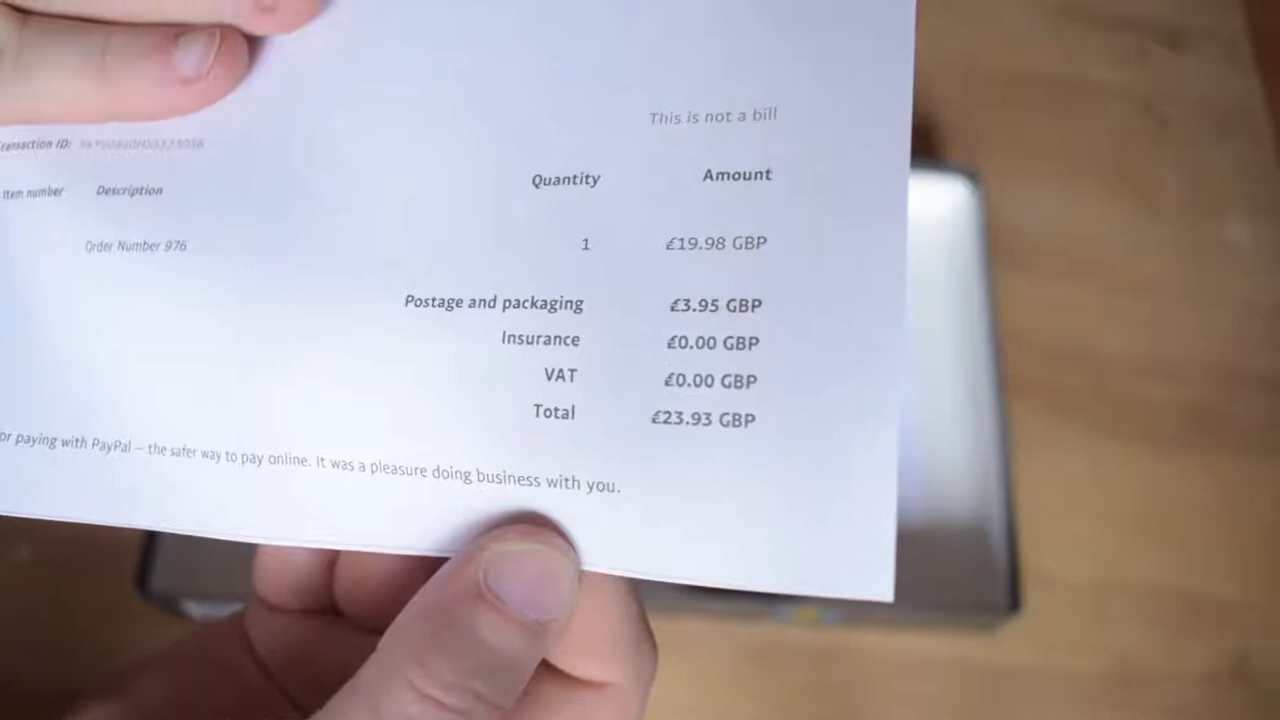 This is not a bill
ransaction ID:
Item number Description Quantity Amount
Order Number 976 1 £19.98 GBP
Postage and packaging £3.95 GBP
Insurance £0.00 GBP
VAT £0.00 GBP
Total £23.93 GBP
or paying with PayPal – the safer way to pay online. It was a pleasure doing business with you.